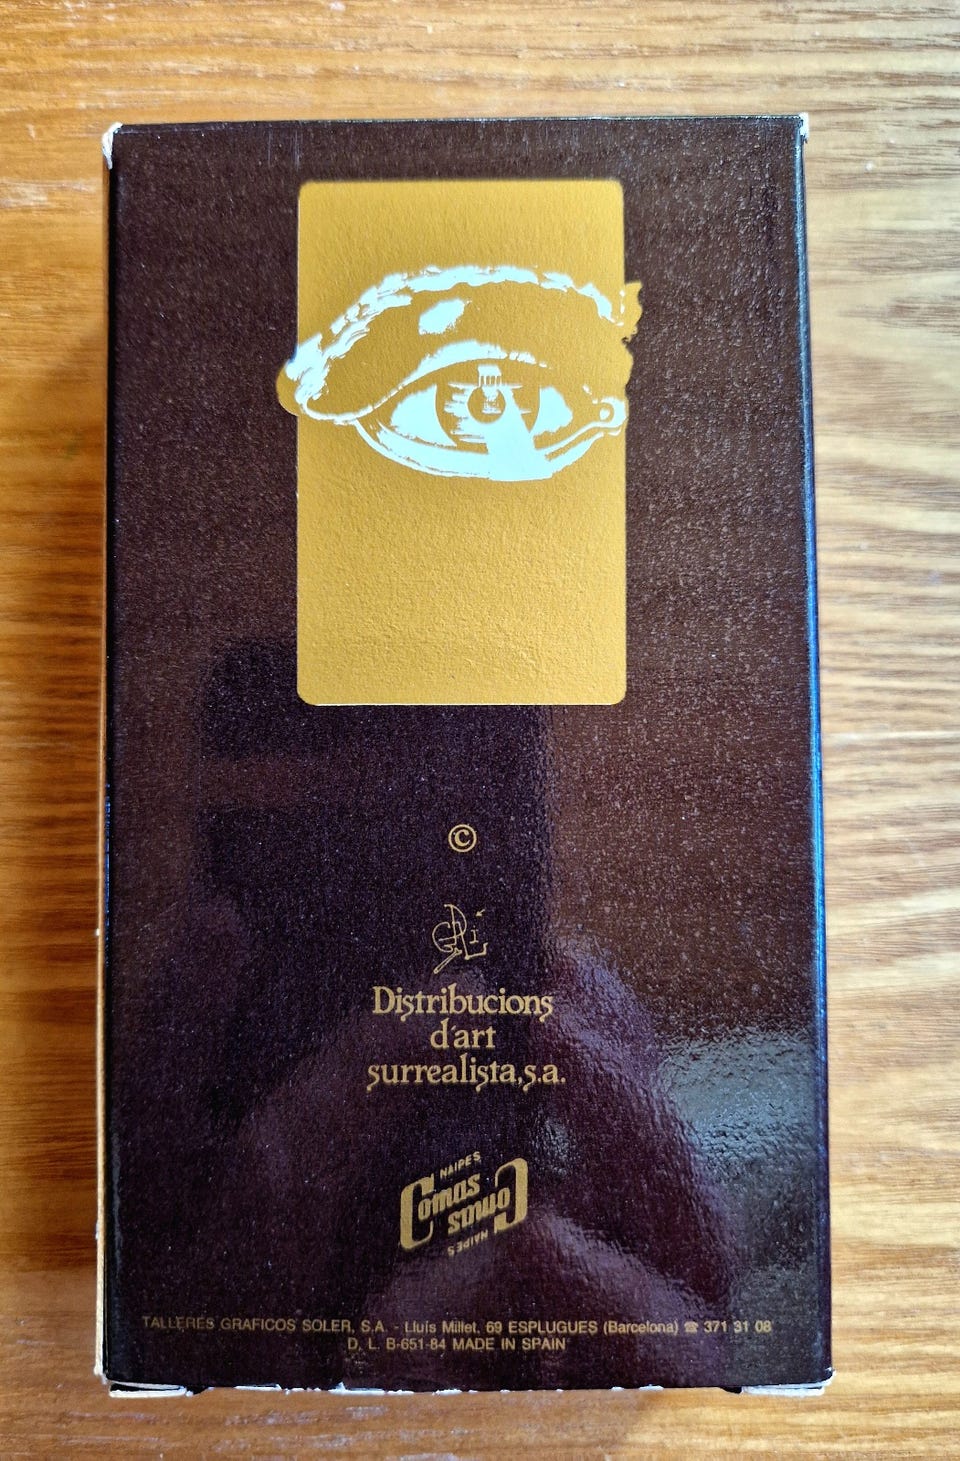 ©
Dalí
Distribucions
d'art
surrealista, s.a.
NAIPES
Comas
Comas
NAIPES
TALLERES GRAFICOS SOLER, S.A. - Lluís Millet, 69 ESPLUGUES (Barcelona) ☎ 371 31 08
D. L. B-651-84 MADE IN SPAIN